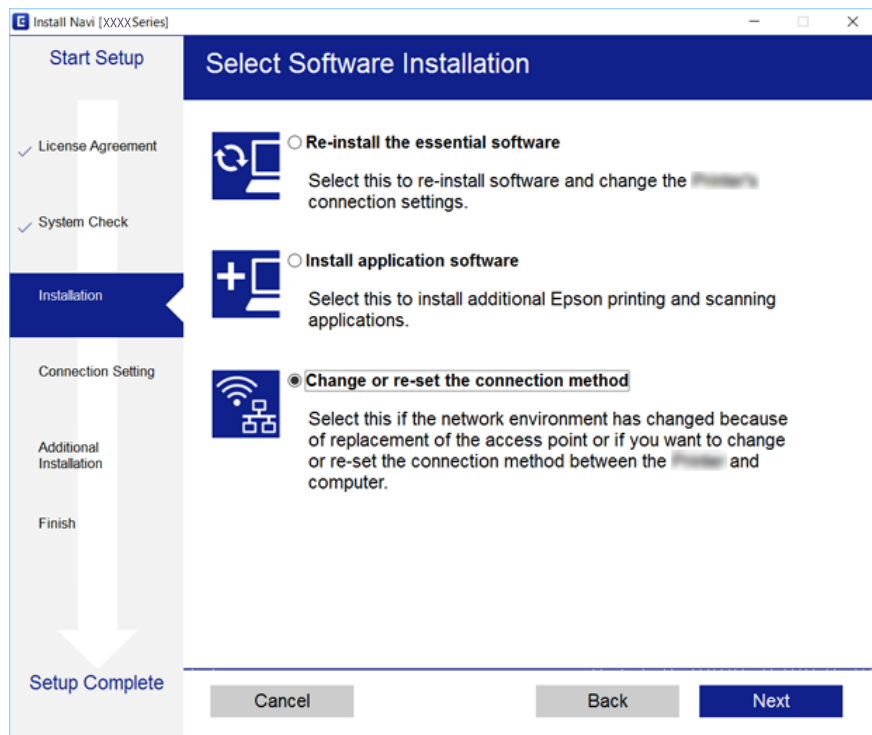 Install Navi [XXXX Series]
Start Setup
License Agreement
System Check
Installation
Connection Setting
Additional
Installation
Finish
Setup Complete
Select Software Installation
Re-install the essential software
Select this to re-install software and change the
connection settings.
Install application software
Select this to install additional Epson printing and scanning
applications.
Change or re-set the connection method
Select this if the network environment has changed because
of replacement of the access point or if you want to change
or re-set the connection method between the and
computer.
Cancel
Back
Next